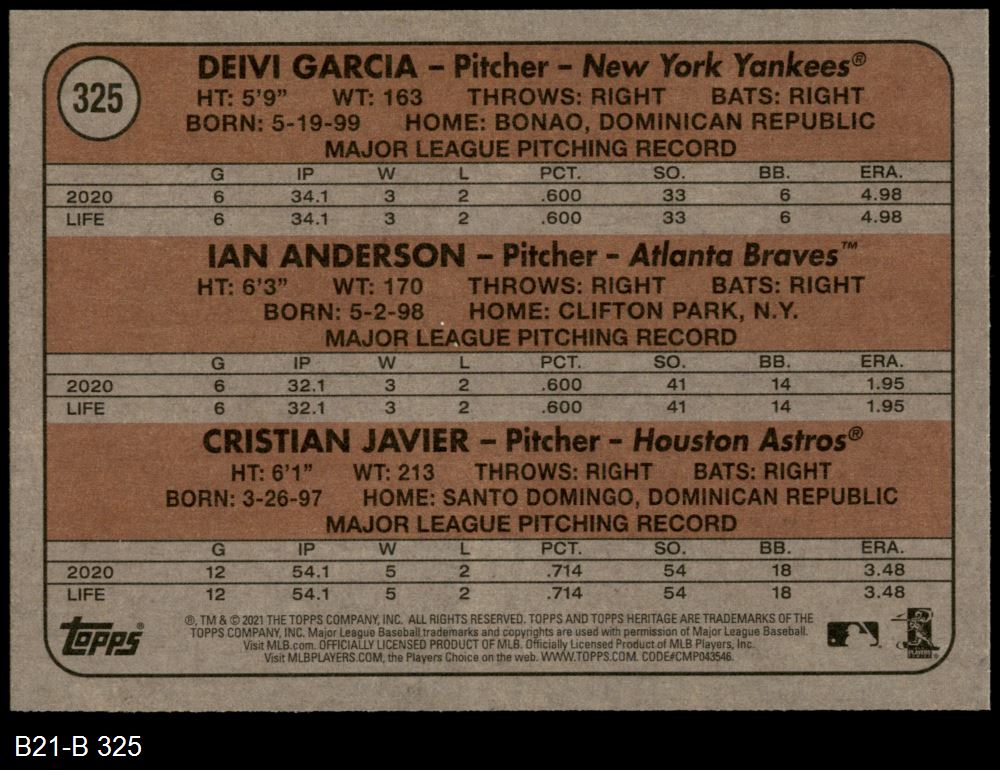 325
DEIVI GARCIA – Pitcher – New York Yankees®
HT: 5'9" WT: 163 THROWS: RIGHT BATS: RIGHT
BORN: 5-19-99 HOME: BONAO, DOMINICAN REPUBLIC
MAJOR LEAGUE PITCHING RECORD
G IP W L PCT. SO. BB. ERA.
2020 6 34.1 3 2 .600 33 6 4.98
LIFE 6 34.1 3 2 .600 33 6 4.98
IAN ANDERSON – Pitcher – Atlanta Braves™
HT: 6'3" WT: 170 THROWS: RIGHT BATS: RIGHT
BORN: 5-2-98 HOME: CLIFTON PARK, N.Y.
MAJOR LEAGUE PITCHING RECORD
G IP W L PCT. SO. BB. ERA.
2020 6 32.1 3 2 .600 41 14 1.95
LIFE 6 32.1 3 2 .600 41 14 1.95
CRISTIAN JAVIER – Pitcher – Houston Astros®
HT: 6'1" WT: 213 THROWS: RIGHT BATS: RIGHT
BORN: 3-26-97 HOME: SANTO DOMINGO, DOMINICAN REPUBLIC
MAJOR LEAGUE PITCHING RECORD
G IP W L PCT. SO. BB. ERA.
2020 12 54.1 5 2 .714 54 18 3.48
LIFE 12 54.1 5 2 .714 54 18 3.48
Topps®
®, TM & © 2021 THE TOPPS COMPANY, INC. ALL RIGHTS RESERVED. TOPPS AND TOPPS HERITAGE ARE TRADEMARKS OF THE
TOPPS COMPANY, INC. Major League Baseball trademarks and copyrights are used with permission of Major League Baseball.
Visit MLB.com. OFFICIALLY LICENSED PRODUCT OF MLB. Officially Licensed Product of MLB Players, Inc.
Visit MLBPLAYERS.COM, the Players Choice on the web. WWW.TOPPS.COM. CODE#CMP043546.
B21-B 325